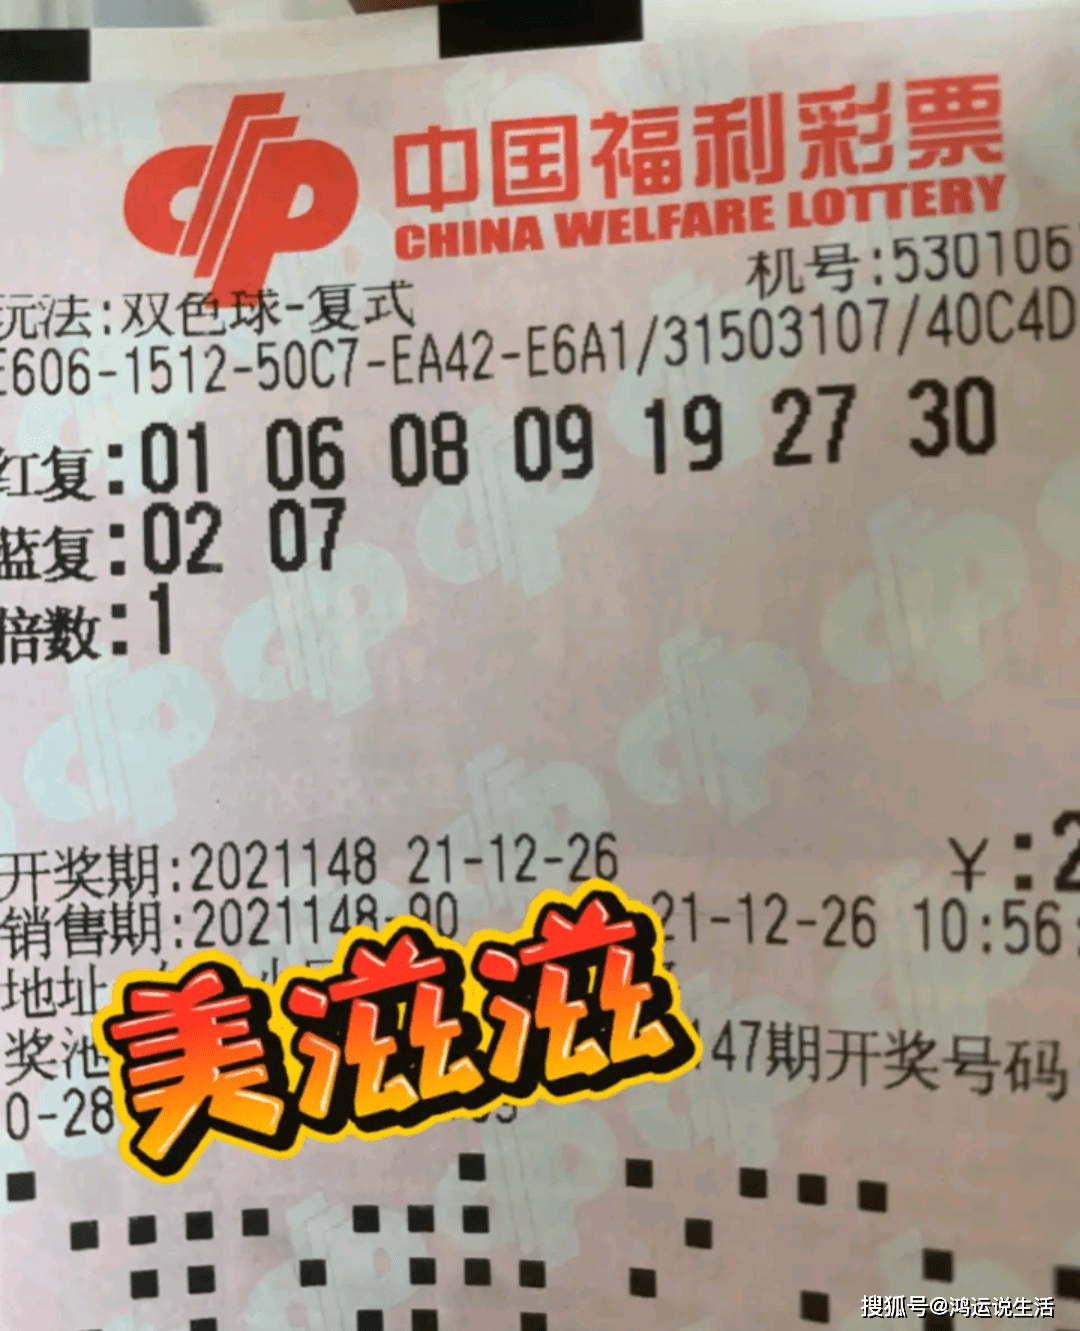 中国福利彩票
CHINA WELFARE LOTTERY
机号:530106
玩法:双色球-复式
E606-1512-50C7-EA42-E6A1/31503107/40C4D
红复:01 06 08 09 19 27 30
蓝复:02 07
倍数:1
开奖期:2021148 21-12-26 ¥:2
销售期:2021148-90 21-12-26 10:56:
地址
美滋滋
奖池 147期开奖号码
0-28
搜狐号@鸿运说生活